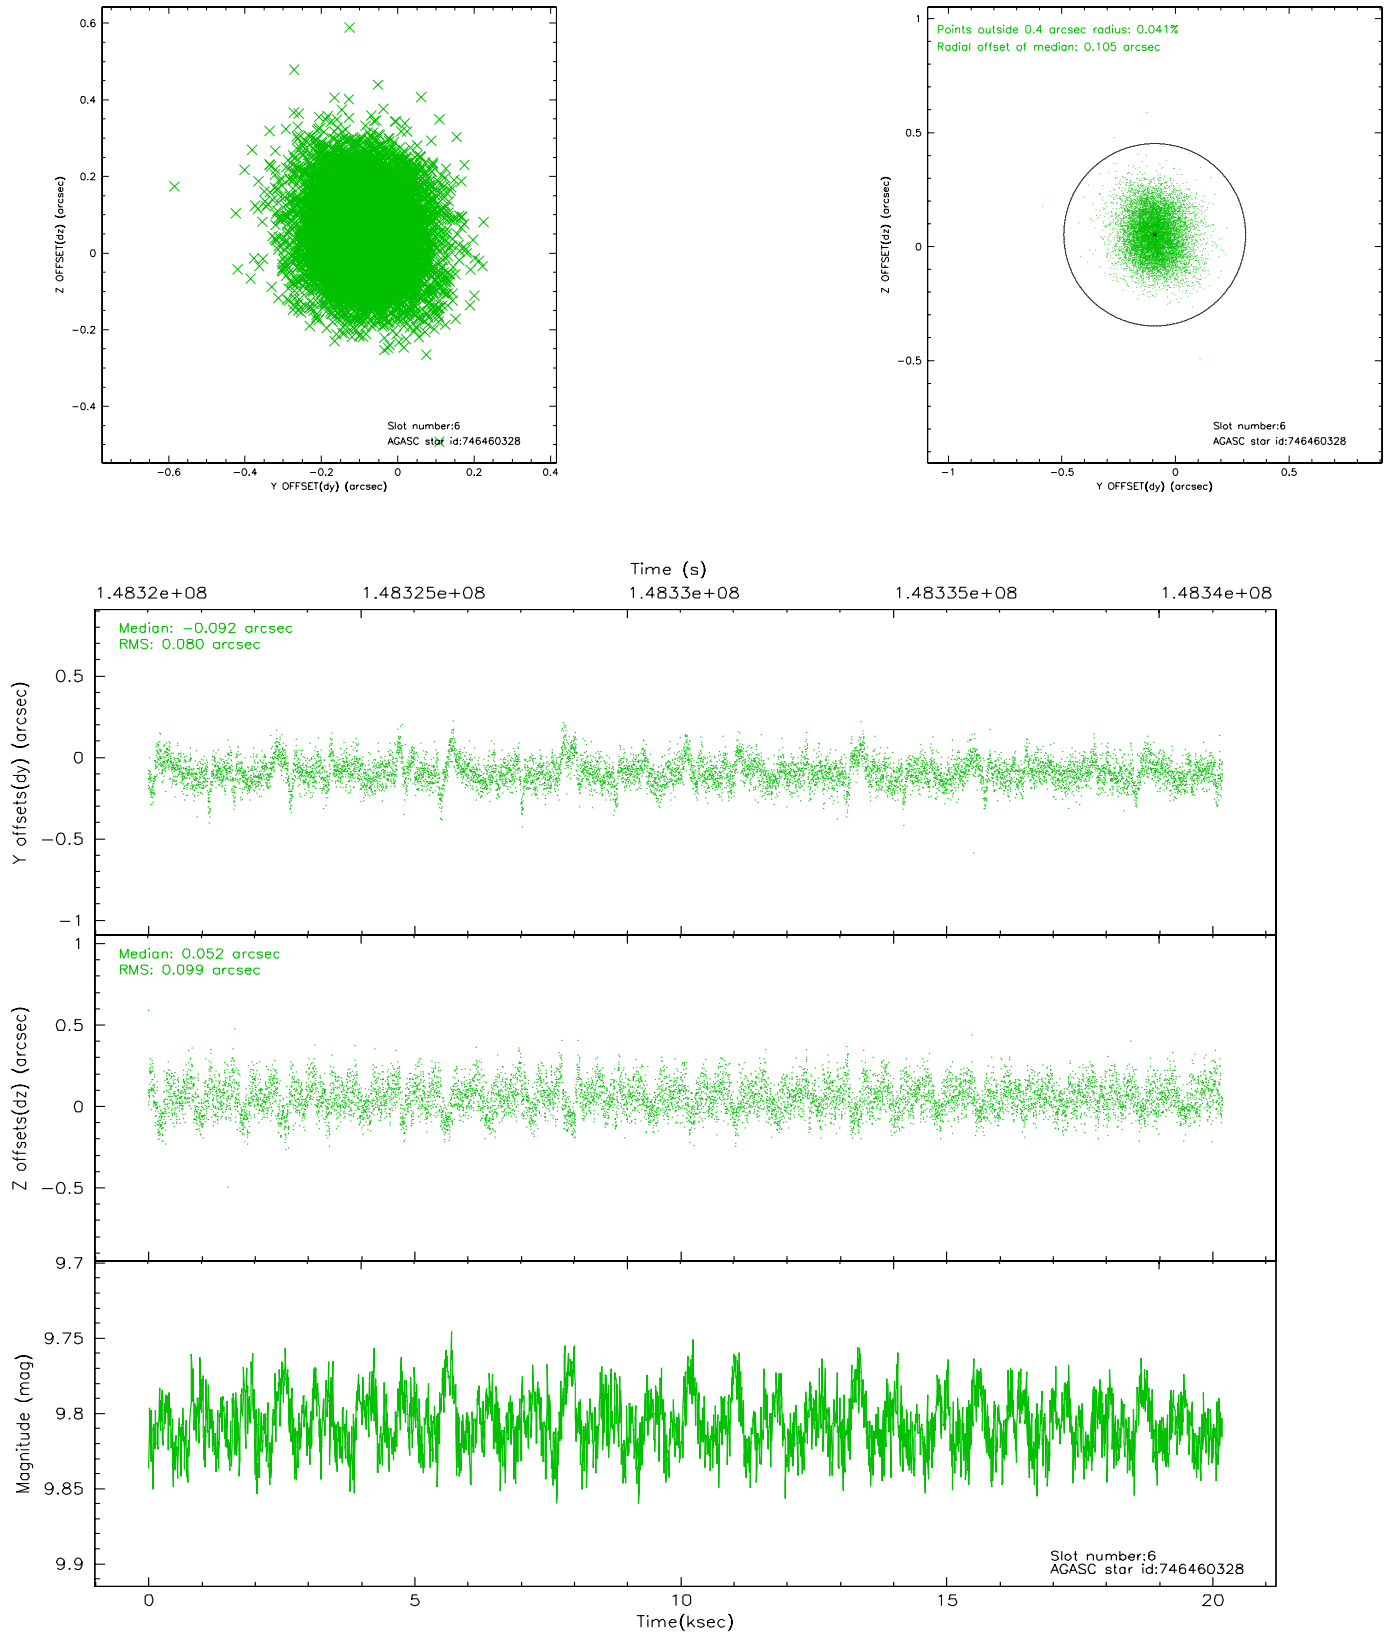 0.6
0.4
0.2
0
−0.2
−0.4
−0.6 −0.4 −0.2 0 0.2 0.4
Z OFFSET(dz) (arcsec)
Y OFFSET(dy) (arcsec)
Slot number:6
AGASC star id:746460328
Points outside 0.4 arcsec radius: 0.041%
Radial offset of median: 0.105 arcsec
1
0.5
0
−0.5
−1 −0.5 0 0.5
Z OFFSET(dz) (arcsec)
Y OFFSET(dy) (arcsec)
Slot number:6
AGASC star id:746460328
Time (s)
1.4832e+08 1.48325e+08 1.4833e+08 1.48335e+08 1.4834e+08
Median: −0.092 arcsec
RMS: 0.080 arcsec
0.5
0
−0.5
−1
Y offsets(dy) (arcsec)
Median: 0.052 arcsec
RMS: 0.099 arcsec
1
0.5
0
−0.5
Z offsets(dz) (arcsec)
9.7
9.75
9.8
9.85
9.9
Magnitude (mag)
Slot number:6
AGASC star id:746460328
0 5 10 15 20
Time(ksec)